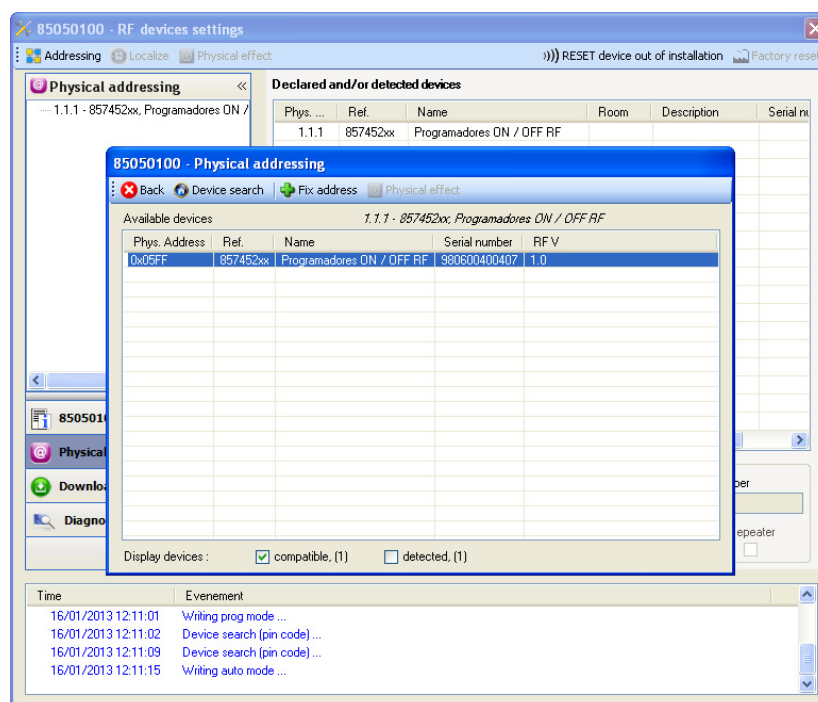 85050100 - RF devices settings
Addressing Localize Physical effect RESET device out of installation Factory reset
Physical addressing «
Declared and/or detected devices
1.1.1 - 857452xx, Programadores ON /
Phys. ... Ref. Name Room Description Serial nu
1.1.1 857452xx Programadores ON / OFF RF
85050100 - Physical addressing
Back Device search Fix address Physical effect
Available devices 1.1.1 - 857452xx, Programadores ON / OFF RF
Phys. Address Ref. Name Serial number RF V
0x05FF 857452xx Programadores ON / OFF RF 980600400407 1.0
850501
Physical
Downloa
Diagno
ber
epeater
Display devices : compatible, (1) detected, (1)
Time Evenement
16/01/2013 12:11:01 Writing prog mode ...
16/01/2013 12:11:02 Device search (pin code) ...
16/01/2013 12:11:09 Device search (pin code) ...
16/01/2013 12:11:15 Writing auto mode ...